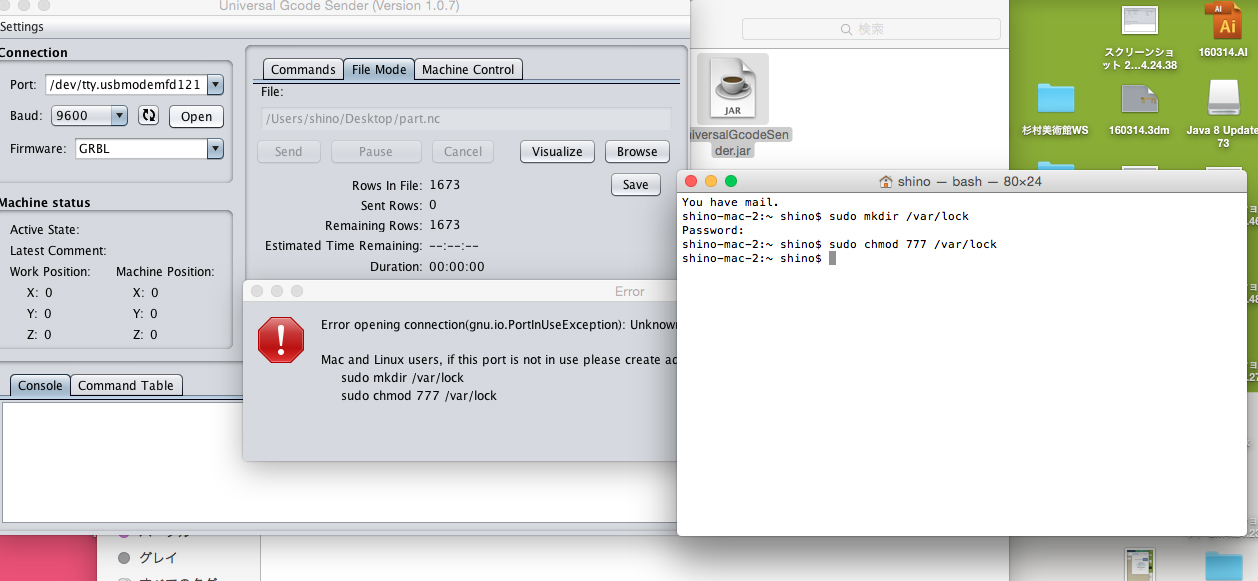 Universal Gcode Sender (Version 1.0.7)
Settings
Connection
Port: /dev/tty.usbmodemfd121
Baud: 9600 Open
Firmware: GRBL
Machine status
Active State:
Latest Comment:
Work Position: Machine Position:
X: 0 X: 0
Y: 0 Y: 0
Z: 0 Z: 0
Commands File Mode Machine Control
File:
/Users/shino/Desktop/part.nc
Send Pause Cancel Visualize Browse
Save
Rows In File: 1673
Sent Rows: 0
Remaining Rows: 1673
Estimated Time Remaining: --:--:--
Duration: 00:00:00
Console Command Table
Error
Error opening connection(gnu.io.PortInUseException): Unknown
Mac and Linux users, if this port is not in use please create
sudo mkdir /var/lock
sudo chmod 777 /var/lock
検索
JAR
niversalGcodeSen
der.jar
shino — bash — 80×24
You have mail.
shino-mac-2:~ shino$ sudo mkdir /var/lock
Password:
shino-mac-2:~ shino$ sudo chmod 777 /var/lock
shino-mac-2:~ shino$
スクリーンショ
ット 2...4.24.38
AI
Ai
160314.AI
杉村美術館WS
160314.3dm
Java 8 Update
73
グレイ